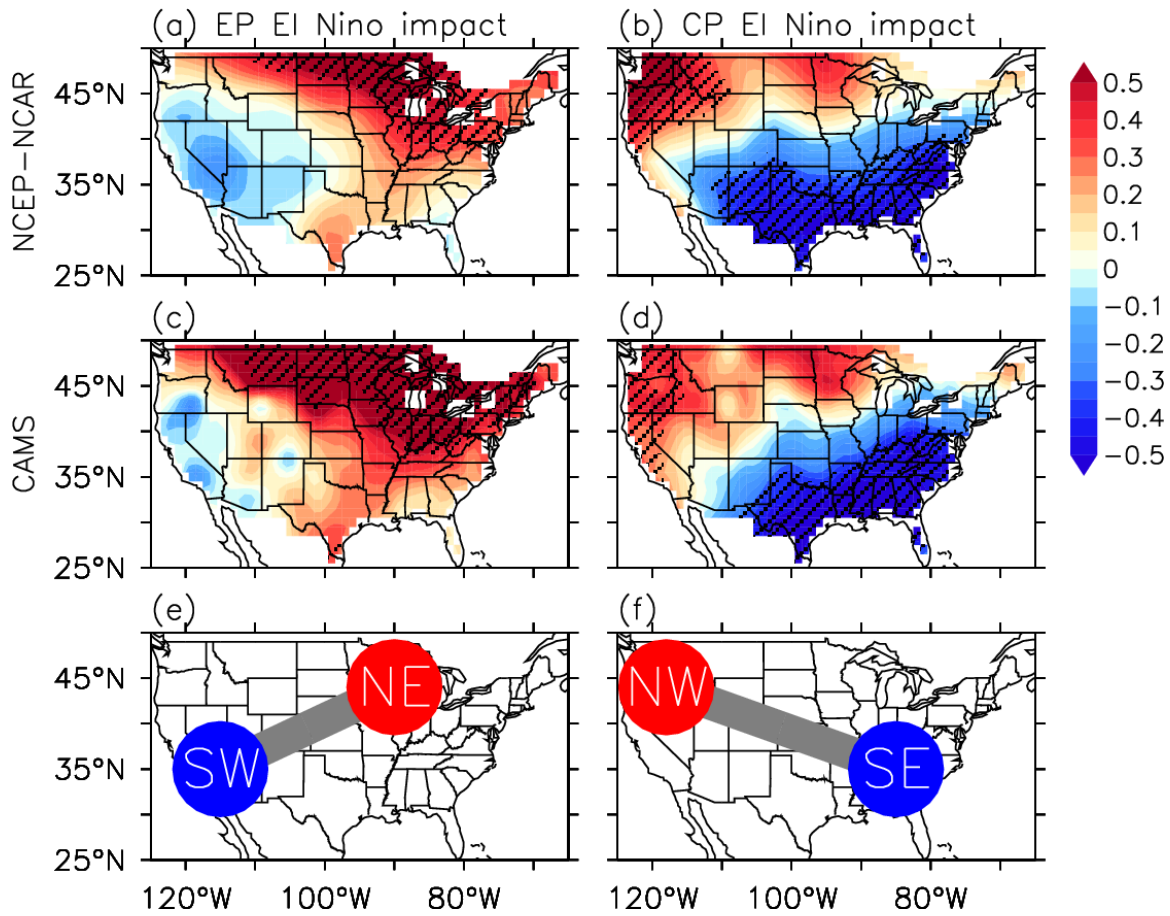 (a) EP El Nino impact
(b) CP El Nino impact
NCEP-NCAR
45°N
35°N
25°N
0.5
0.4
0.3
0.2
0.1
0
-0.1
-0.2
-0.3
-0.4
-0.5
(c)
(d)
CAMS
45°N
35°N
25°N
(e)
(f)
NE
SW
NW
SE
45°N
35°N
25°N
120°W 100°W 80°W
120°W 100°W 80°W